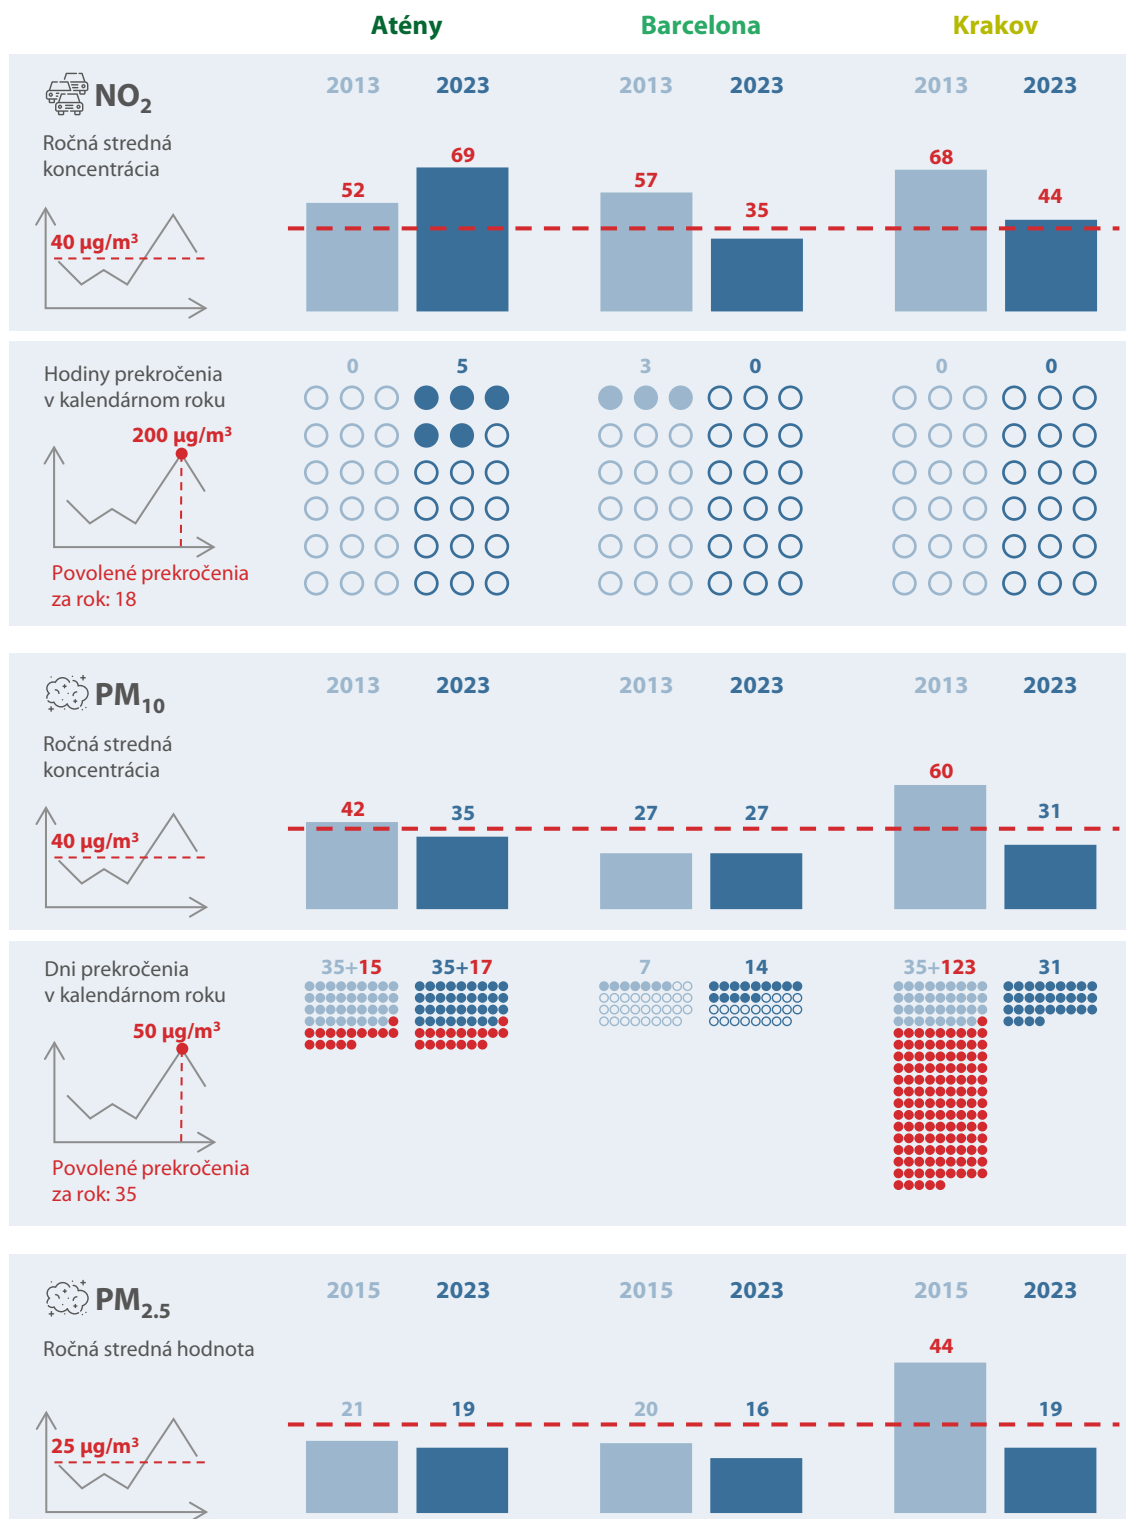 Atény Barcelona Krakov
NO2 2013 2023 2013 2023 2013 2023
Ročná stredná
koncentrácia
52 69 57 35 68 44
40 µg/m³
Hodiny prekročenia
v kalendárnom roku
0 5 3 0 0 0
200 µg/m³
Povolené prekročenia
za rok: 18
PM10 2013 2023 2013 2023 2013 2023
Ročná stredná
koncentrácia
42 35 27 27 60 31
40 µg/m³
Dni prekročenia
v kalendárnom roku
35+15 35+17 7 14 35+123 31
50 µg/m³
Povolené prekročenia
za rok: 35
PM2.5 2015 2023 2015 2023 2015 2023
Ročná stredná hodnota
21 19 20 16 44 19
25 µg/m³